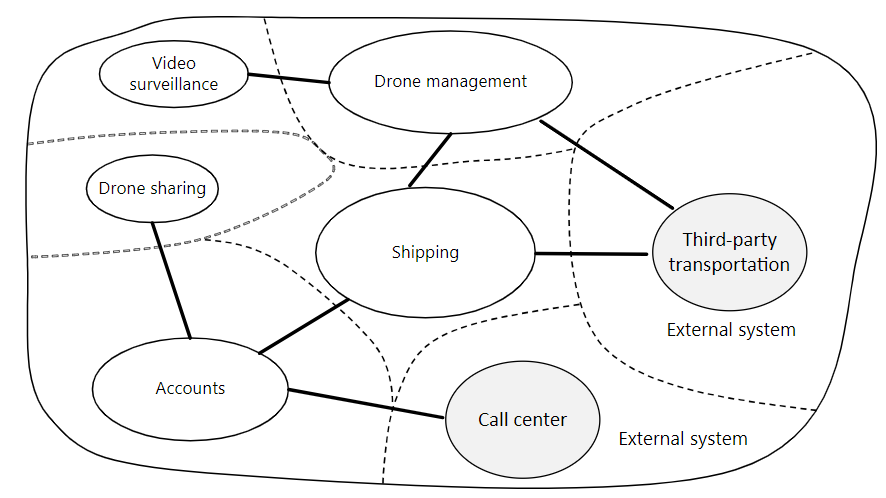 Video
surveillance
Drone management
Drone sharing
Shipping
Third-party
transportation
External system
Accounts
Call center
External system